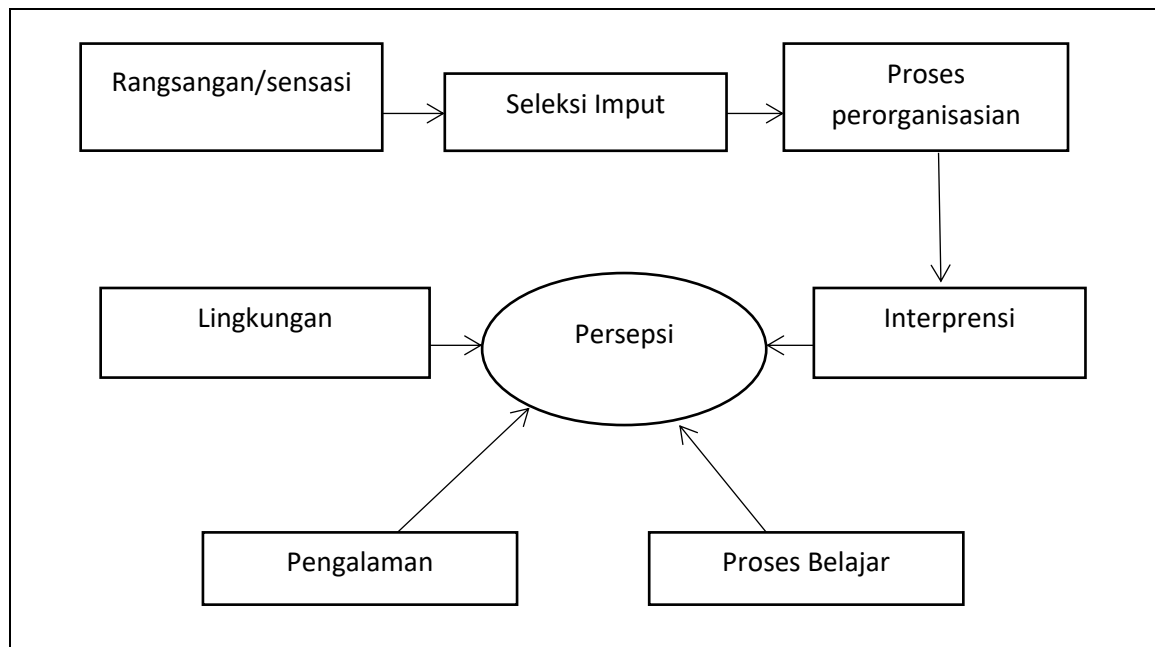 Rangsangan/sensasi
Seleksi Imput
Proses
perorganisasian
Lingkungan
Persepsi
Interprensi
Pengalaman
Proses Belajar